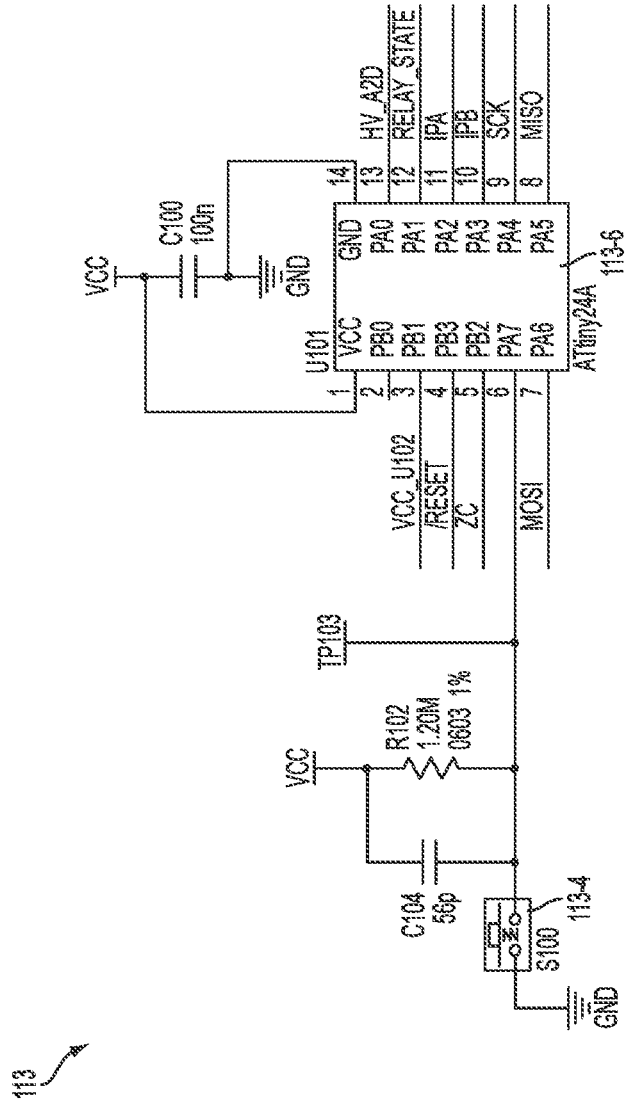 113
VCC
C100
100n
GND
U101
1 VCC GND 14
2 PB0 PA0 13 HV_A2D
VCC_U102 3 PB1 PA1 12 RELAY_STATE
/RESET 4 PB3 PA2 11 IPA
ZC 5 PB2 PA3 10 IPB
6 PA7 PA4 9 SCK
MOSI 7 PA6 PA5 8 MISO
ATtiny24A
113-6
TP103
VCC
R102
1.20M
0603 1%
C104
56p
S100
113-4
GND